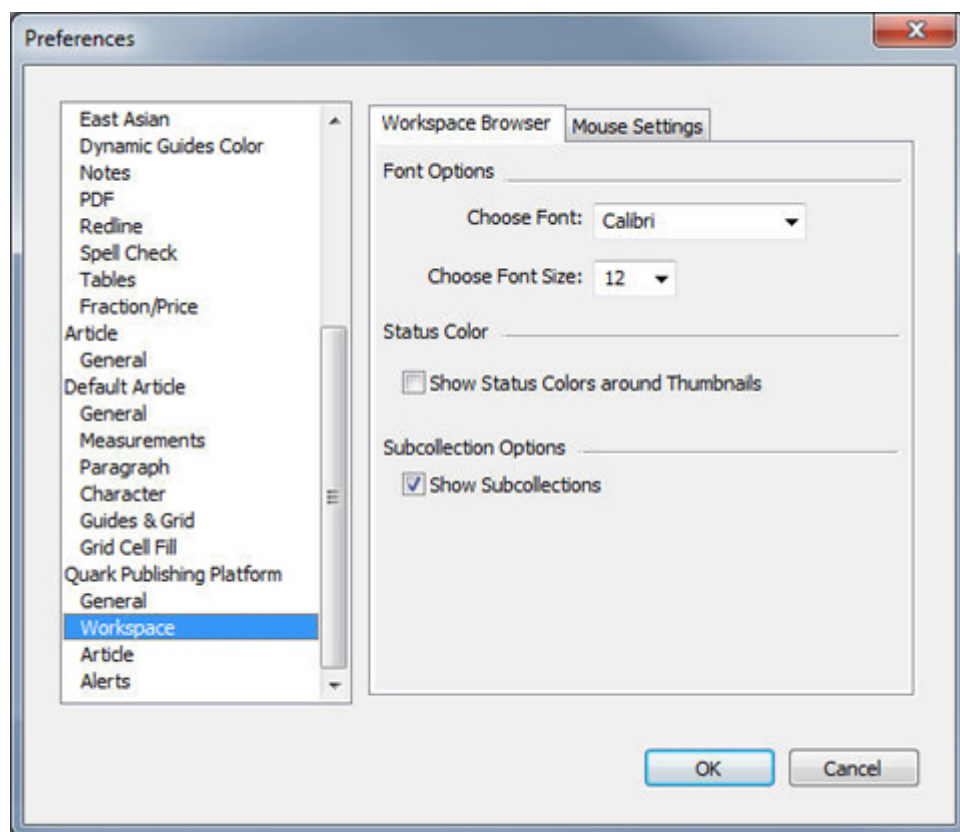 Preferences
East Asian
Dynamic Guides Color
Notes
PDF
Redline
Spell Check
Tables
Fraction/Price
Article
General
Default Article
General
Measurements
Paragraph
Character
Guides & Grid
Grid Cell Fill
Quark Publishing Platform
General
Workspace
Article
Alerts
Workspace Browser
Mouse Settings
Font Options
Choose Font: Calibri
Choose Font Size: 12
Status Color
Show Status Colors around Thumbnails
Subcollection Options
Show Subcollections
OK
Cancel